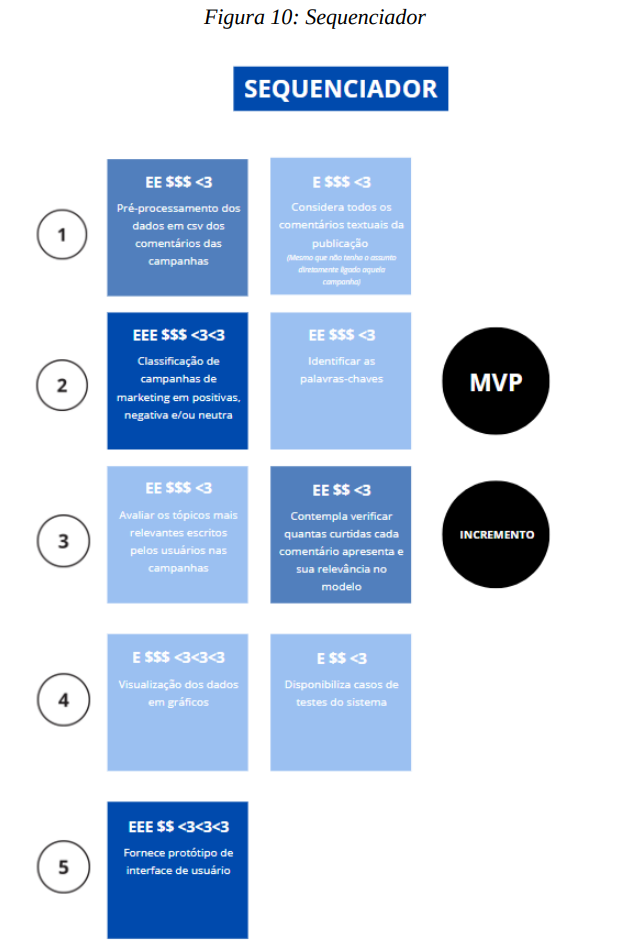 Figura 10: Sequenciador
SEQUENCIADOR
1
EE $$$ <3
Pré-processamento dos
dados em csv dos
comentários das
campanhas
E $$$ <3
Considera todos os
comentários textuais da
publicação
(Mesmo que não tenha o assunto
diretamente ligado aquela
campanha)
2
EEE $$$ <3<3
Classificação de
campanhas de
marketing em positivas,
negativa e/ou neutra
EE $$$ <3
Identificar as
palavras-chaves
MVP
3
EE $$$ <3
Avaliar os tópicos mais
relevantes escritos
pelos usuários nas
campanhas
EE $$ <3
Contempla verificar
quantas curtidas cada
comentário apresenta e
sua relevância no
modelo
INCREMENTO
4
E $$$ <3<3<3
Visualização dos dados
em gráficos
E $$ <3
Disponibiliza casos de
testes do sistema
5
EEE $$ <3<3<3
Fornece protótipo de
interface de usuário